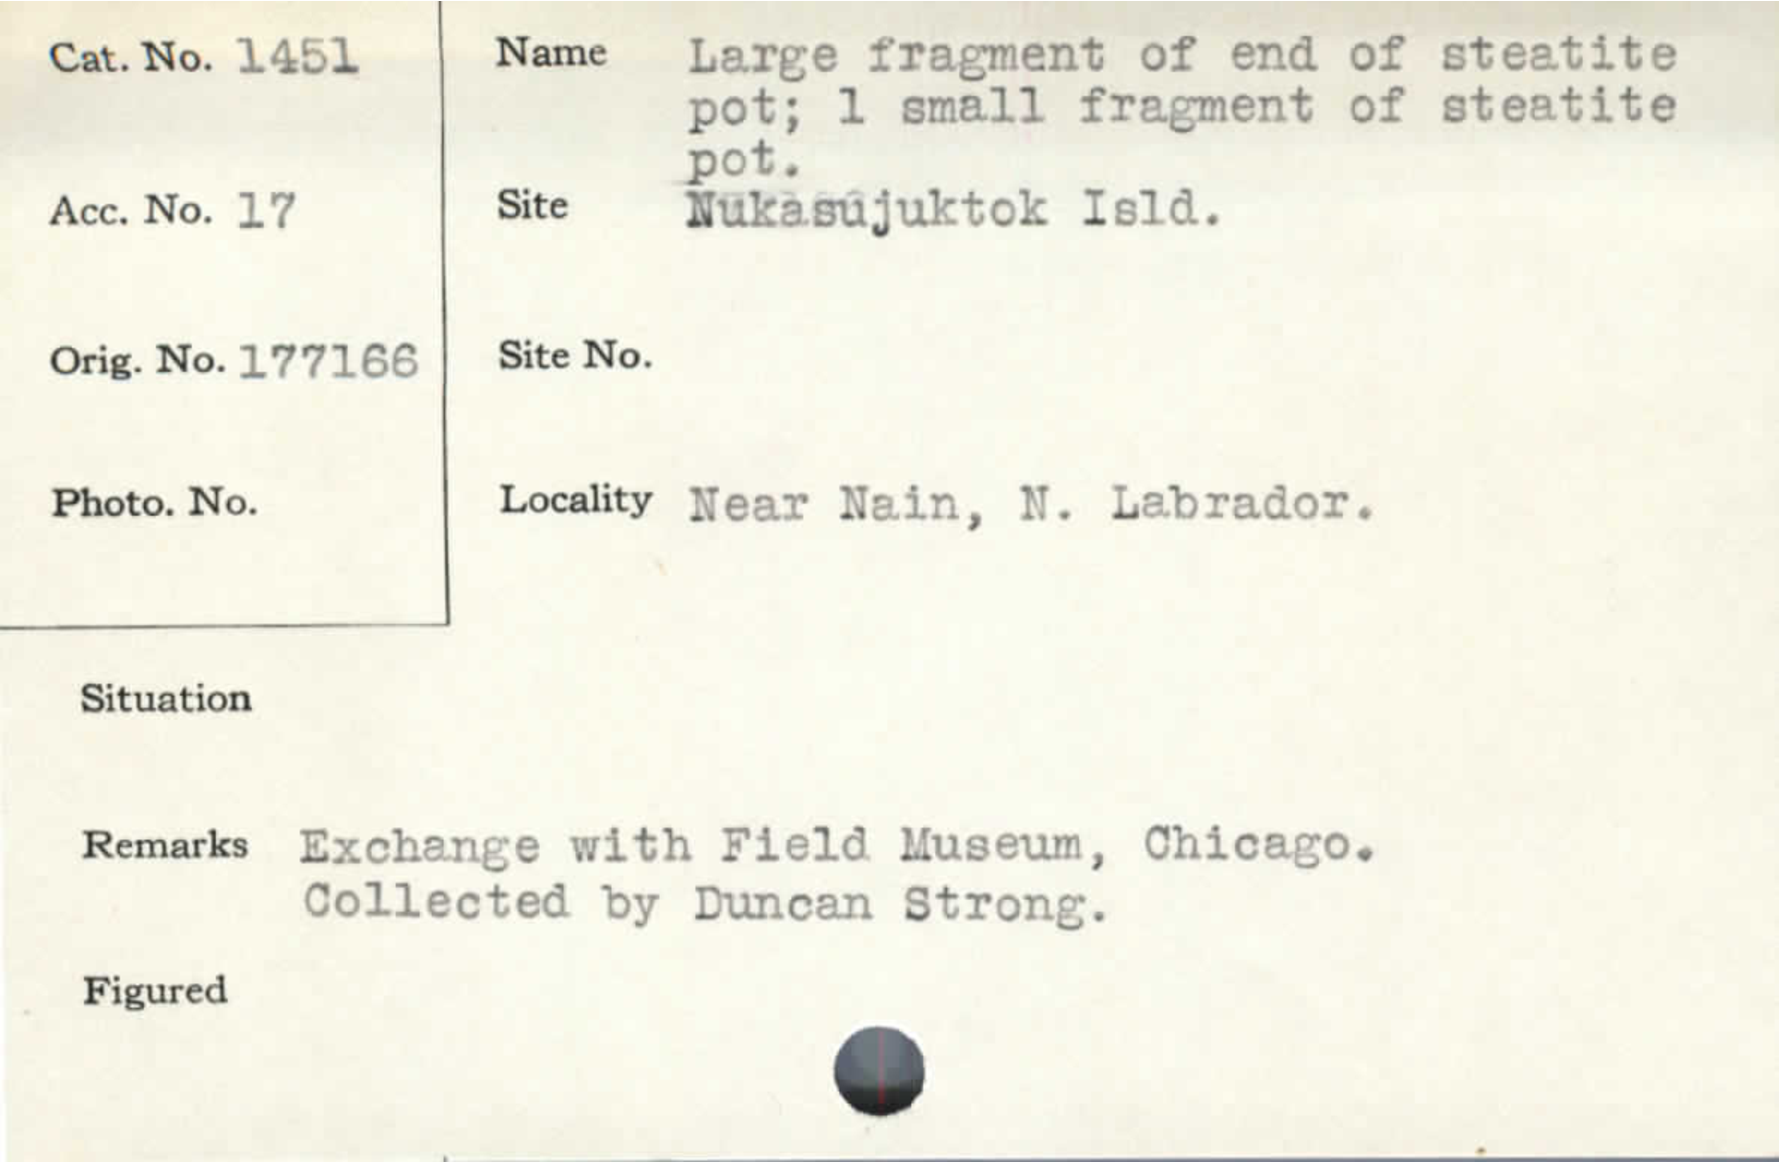 Cat. No. 1451
Name Large fragment of end of steatite
pot; 1 small fragment of steatite
pot.
Acc. No. 17
Site Nukasujuktok Isld.
Orig. No. 177166
Site No.
Photo. No.
Locality Near Nain, N. Labrador.
Situation
Remarks Exchange with Field Museum, Chicago.
Collected by Duncan Strong.
Figured